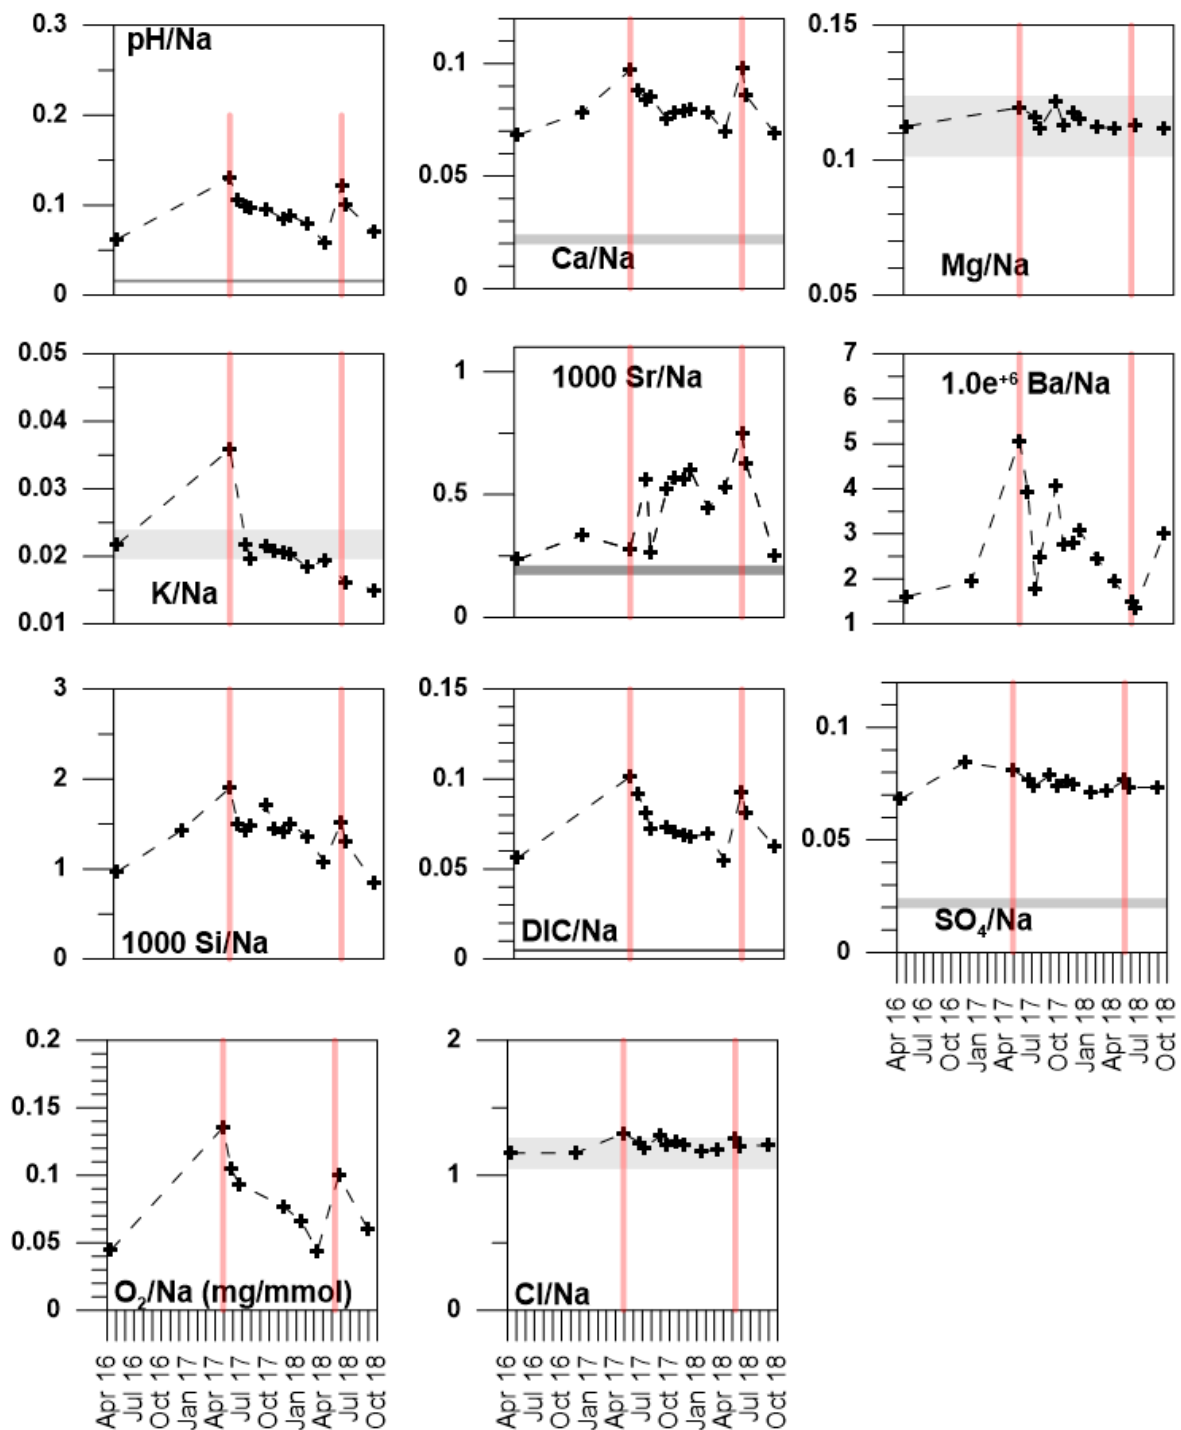 0.3
0.2
0.1
0
pH/Na
0.1
0.05
0
Ca/Na
0.15
0.1
0.05
Mg/Na
0.05
0.04
0.03
0.02
0.01
K/Na
1
0.5
0
1000 Sr/Na
7
6
5
4
3
2
1
1.0e+6 Ba/Na
3
2
1
0
1000 Si/Na
0.15
0.1
0.05
0
DIC/Na
0.1
0.05
0
SO4/Na
Apr 16
Jul 16
Oct 16
Jan 17
Apr 17
Jul 17
Oct 17
Jan 18
Apr 18
Jul 18
Oct 18
0.2
0.15
0.1
0.05
0
O2/Na (mg/mmol)
Apr 16
Jul 16
Oct 16
Jan 17
Apr 17
Jul 17
Oct 17
Jan 18
Apr 18
Jul 18
Oct 18
2
1
0
Cl/Na
Apr 16
Jul 16
Oct 16
Jan 17
Apr 17
Jul 17
Oct 17
Jan 18
Apr 18
Jul 18
Oct 18